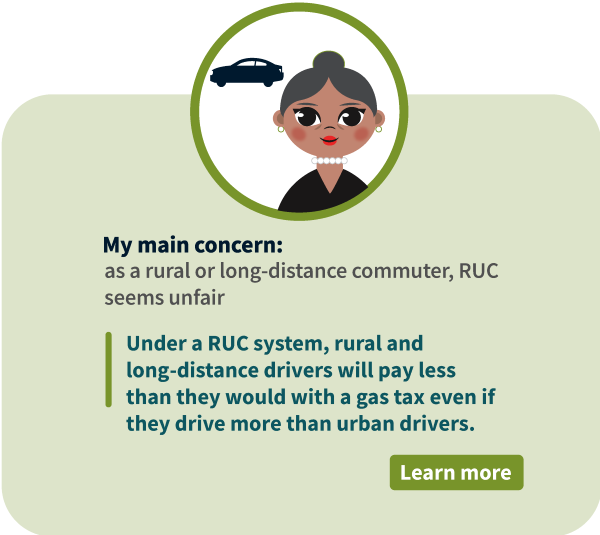 My main concern:
as a rural or long-distance commuter, RUC
seems unfair
Under a RUC system, rural and
long-distance drivers will pay less
than they would with a gas tax even if
they drive more than urban drivers.
Learn more